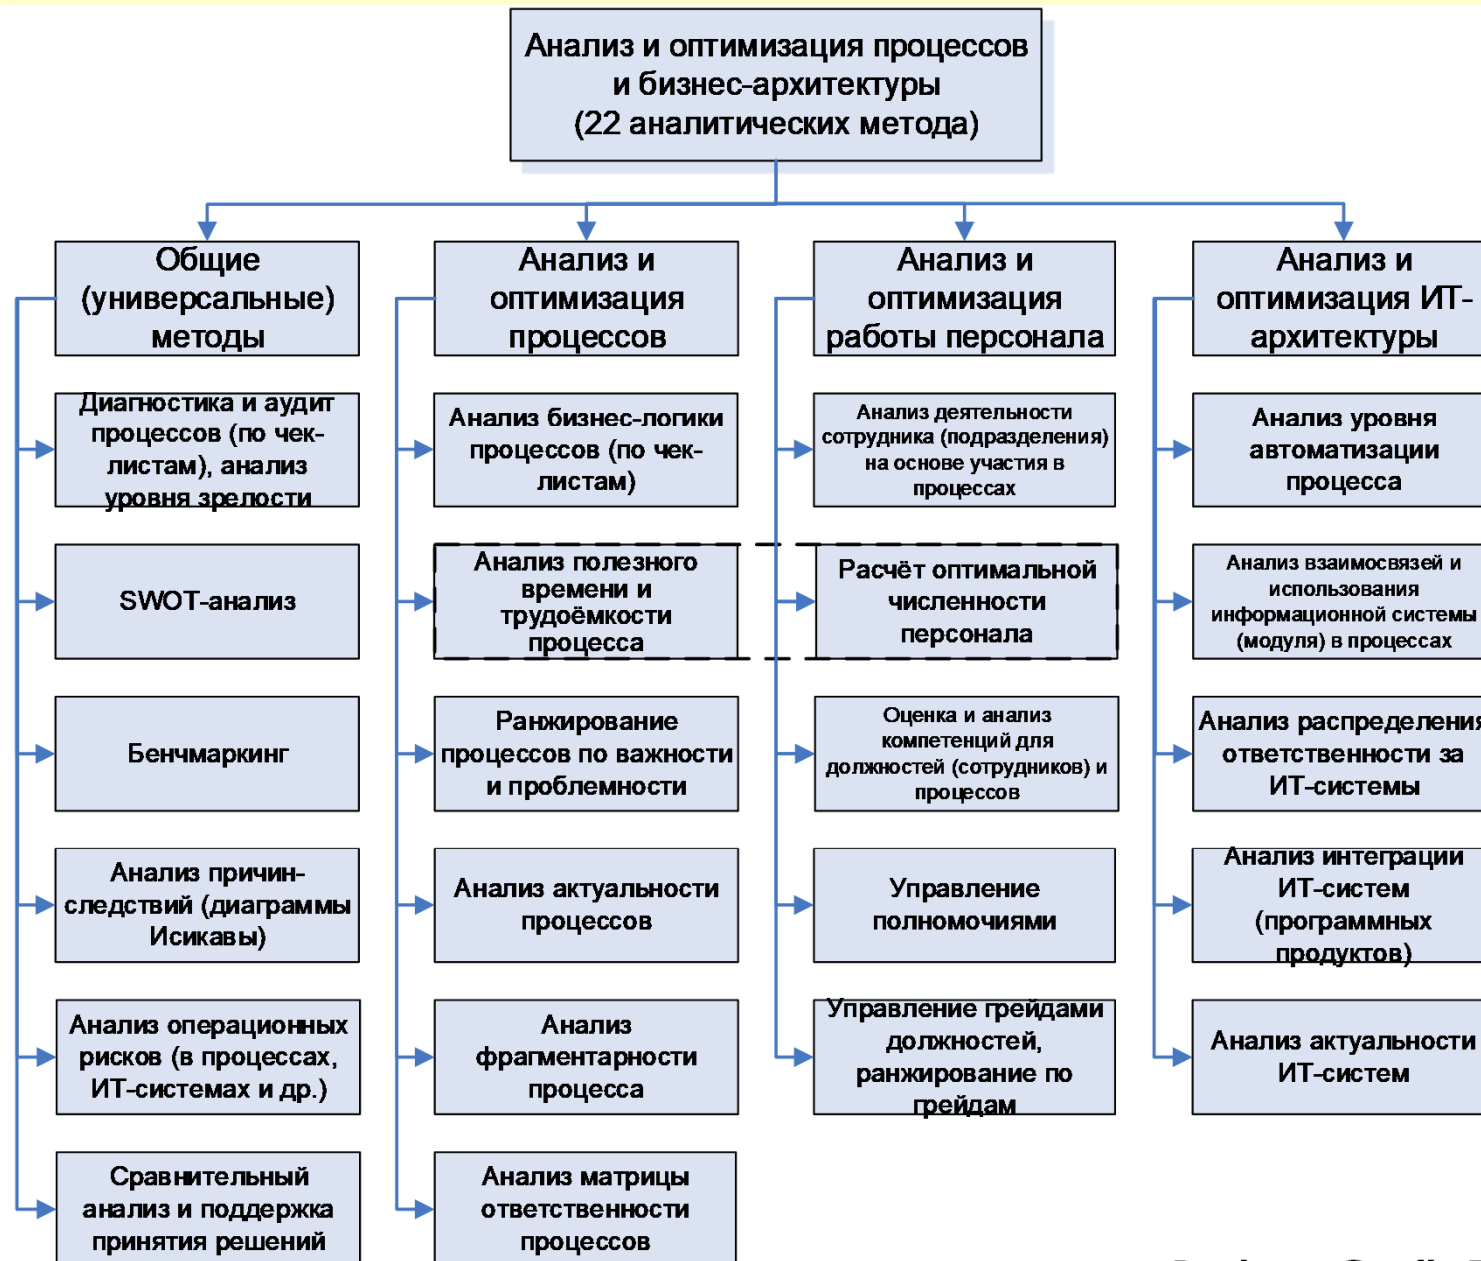 Анализ и оптимизация процессов
и бизнес-архитектуры
(22 аналитических метода)
Общие
(универсальные)
методы
Диагностика и аудит
процессов (по чек-
листам), анализ
уровня зрелости
SWOT-анализ
Бенчмаркинг
Анализ причин-
следствий (диаграммы
Исикавы)
Анализ операционных
рисков (в процессах,
ИТ-системах и др.)
Сравнительный
анализ и поддержка
принятия решений
Анализ и
оптимизация
процессов
Анализ бизнес-логики
процессов (по чек-
листам)
Анализ полезного
времени и
трудоёмкости
процесса
Ранжирование
процессов по важности
и проблемности
Анализ актуальности
процессов
Анализ
фрагментарности
процесса
Анализ матрицы
ответственности
процессов
Анализ и
оптимизация
работы персонала
Анализ деятельности
сотрудника (подразделения)
на основе участия в
процессах
Расчёт оптимальной
численности
персонала
Оценка и анализ
компетенций для
должностей (сотрудников) и
процессов
Управление
полномочиями
Управление грейдами
должностей,
ранжирование по
грейдам
Анализ и
оптимизация ИТ-
архитектуры
Анализ уровня
автоматизации
процесса
Анализ взаимосвязей и
использования
информационной системы
(модуля) в процессах
Анализ распределения
ответственности за
ИТ-системы
Анализ интеграции
ИТ-систем
(программных
продуктов)
Анализ актуальности
ИТ-систем